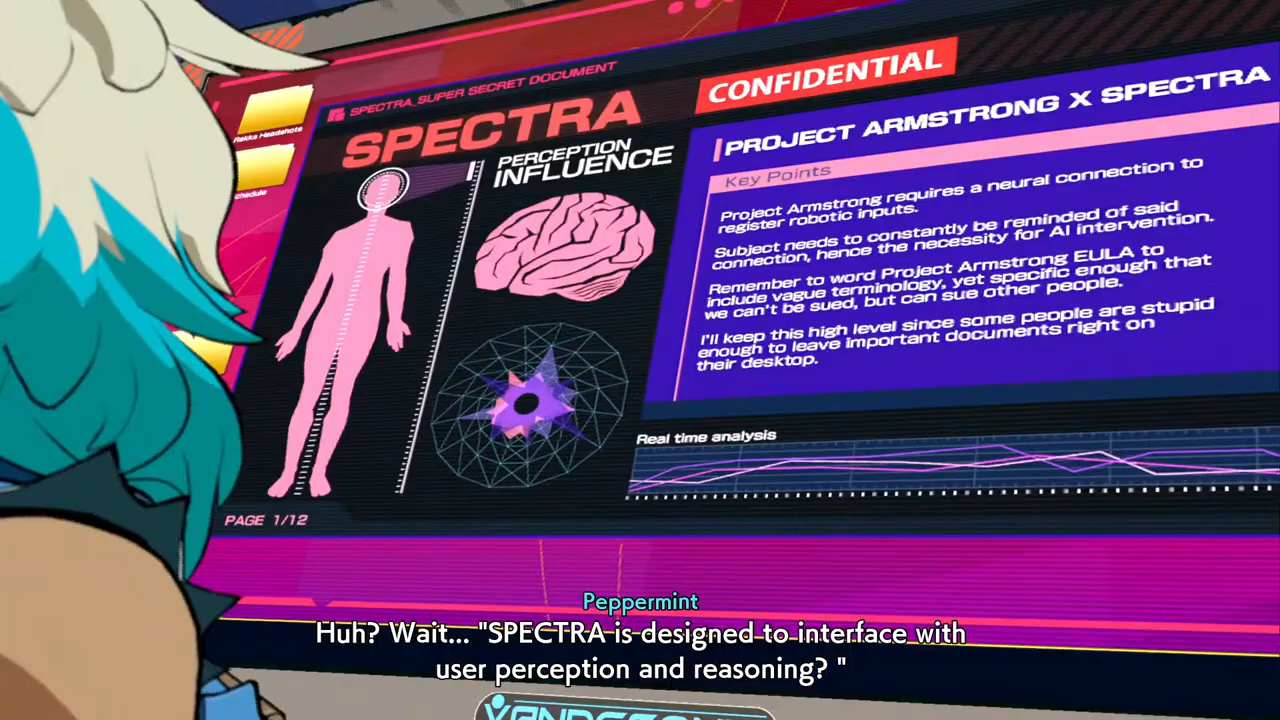 SPECTRA_SUPER SECRET DOCUMENT
SPECTRA
CONFIDENTIAL
Rekka Headshots
chedule
PERCEPTION
INFLUENCE
PROJECT ARMSTRONG X SPECTRA
Key Points
Project Armstrong requires a neural connection to
register robotic inputs.
Subject needs to constantly be reminded of said
connection, hence the necessity for AI intervention.
Remember to word Project Armstrong EULA to
include vague terminology, yet specific enough that
we can't be sued, but can sue other people.
I'll keep this high level since some people are stupid
enough to leave important documents right on
their desktop.
Real time analysis
PAGE 1/12
Peppermint
Huh? Wait... "SPECTRA is designed to interface with
user perception and reasoning? "